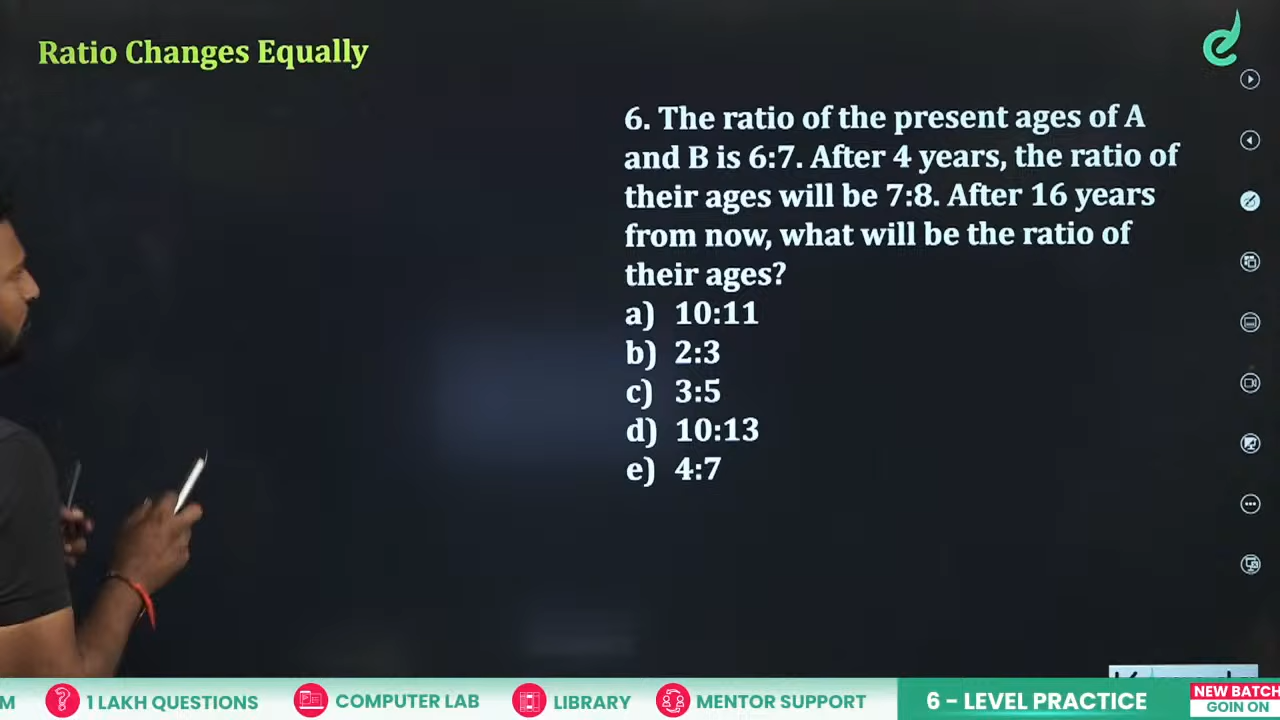 Ratio Changes Equally
6. The ratio of the present ages of A
and B is 6:7. After 4 years, the ratio of
their ages will be 7:8. After 16 years
from now, what will be the ratio of
their ages?
a) 10:11
b) 2:3
c) 3:5
d) 10:13
e) 4:7
M
1 LAKH QUESTIONS
COMPUTER LAB
LIBRARY
MENTOR SUPPORT
6 - LEVEL PRACTICE
NEW BATCH
GOIN ON